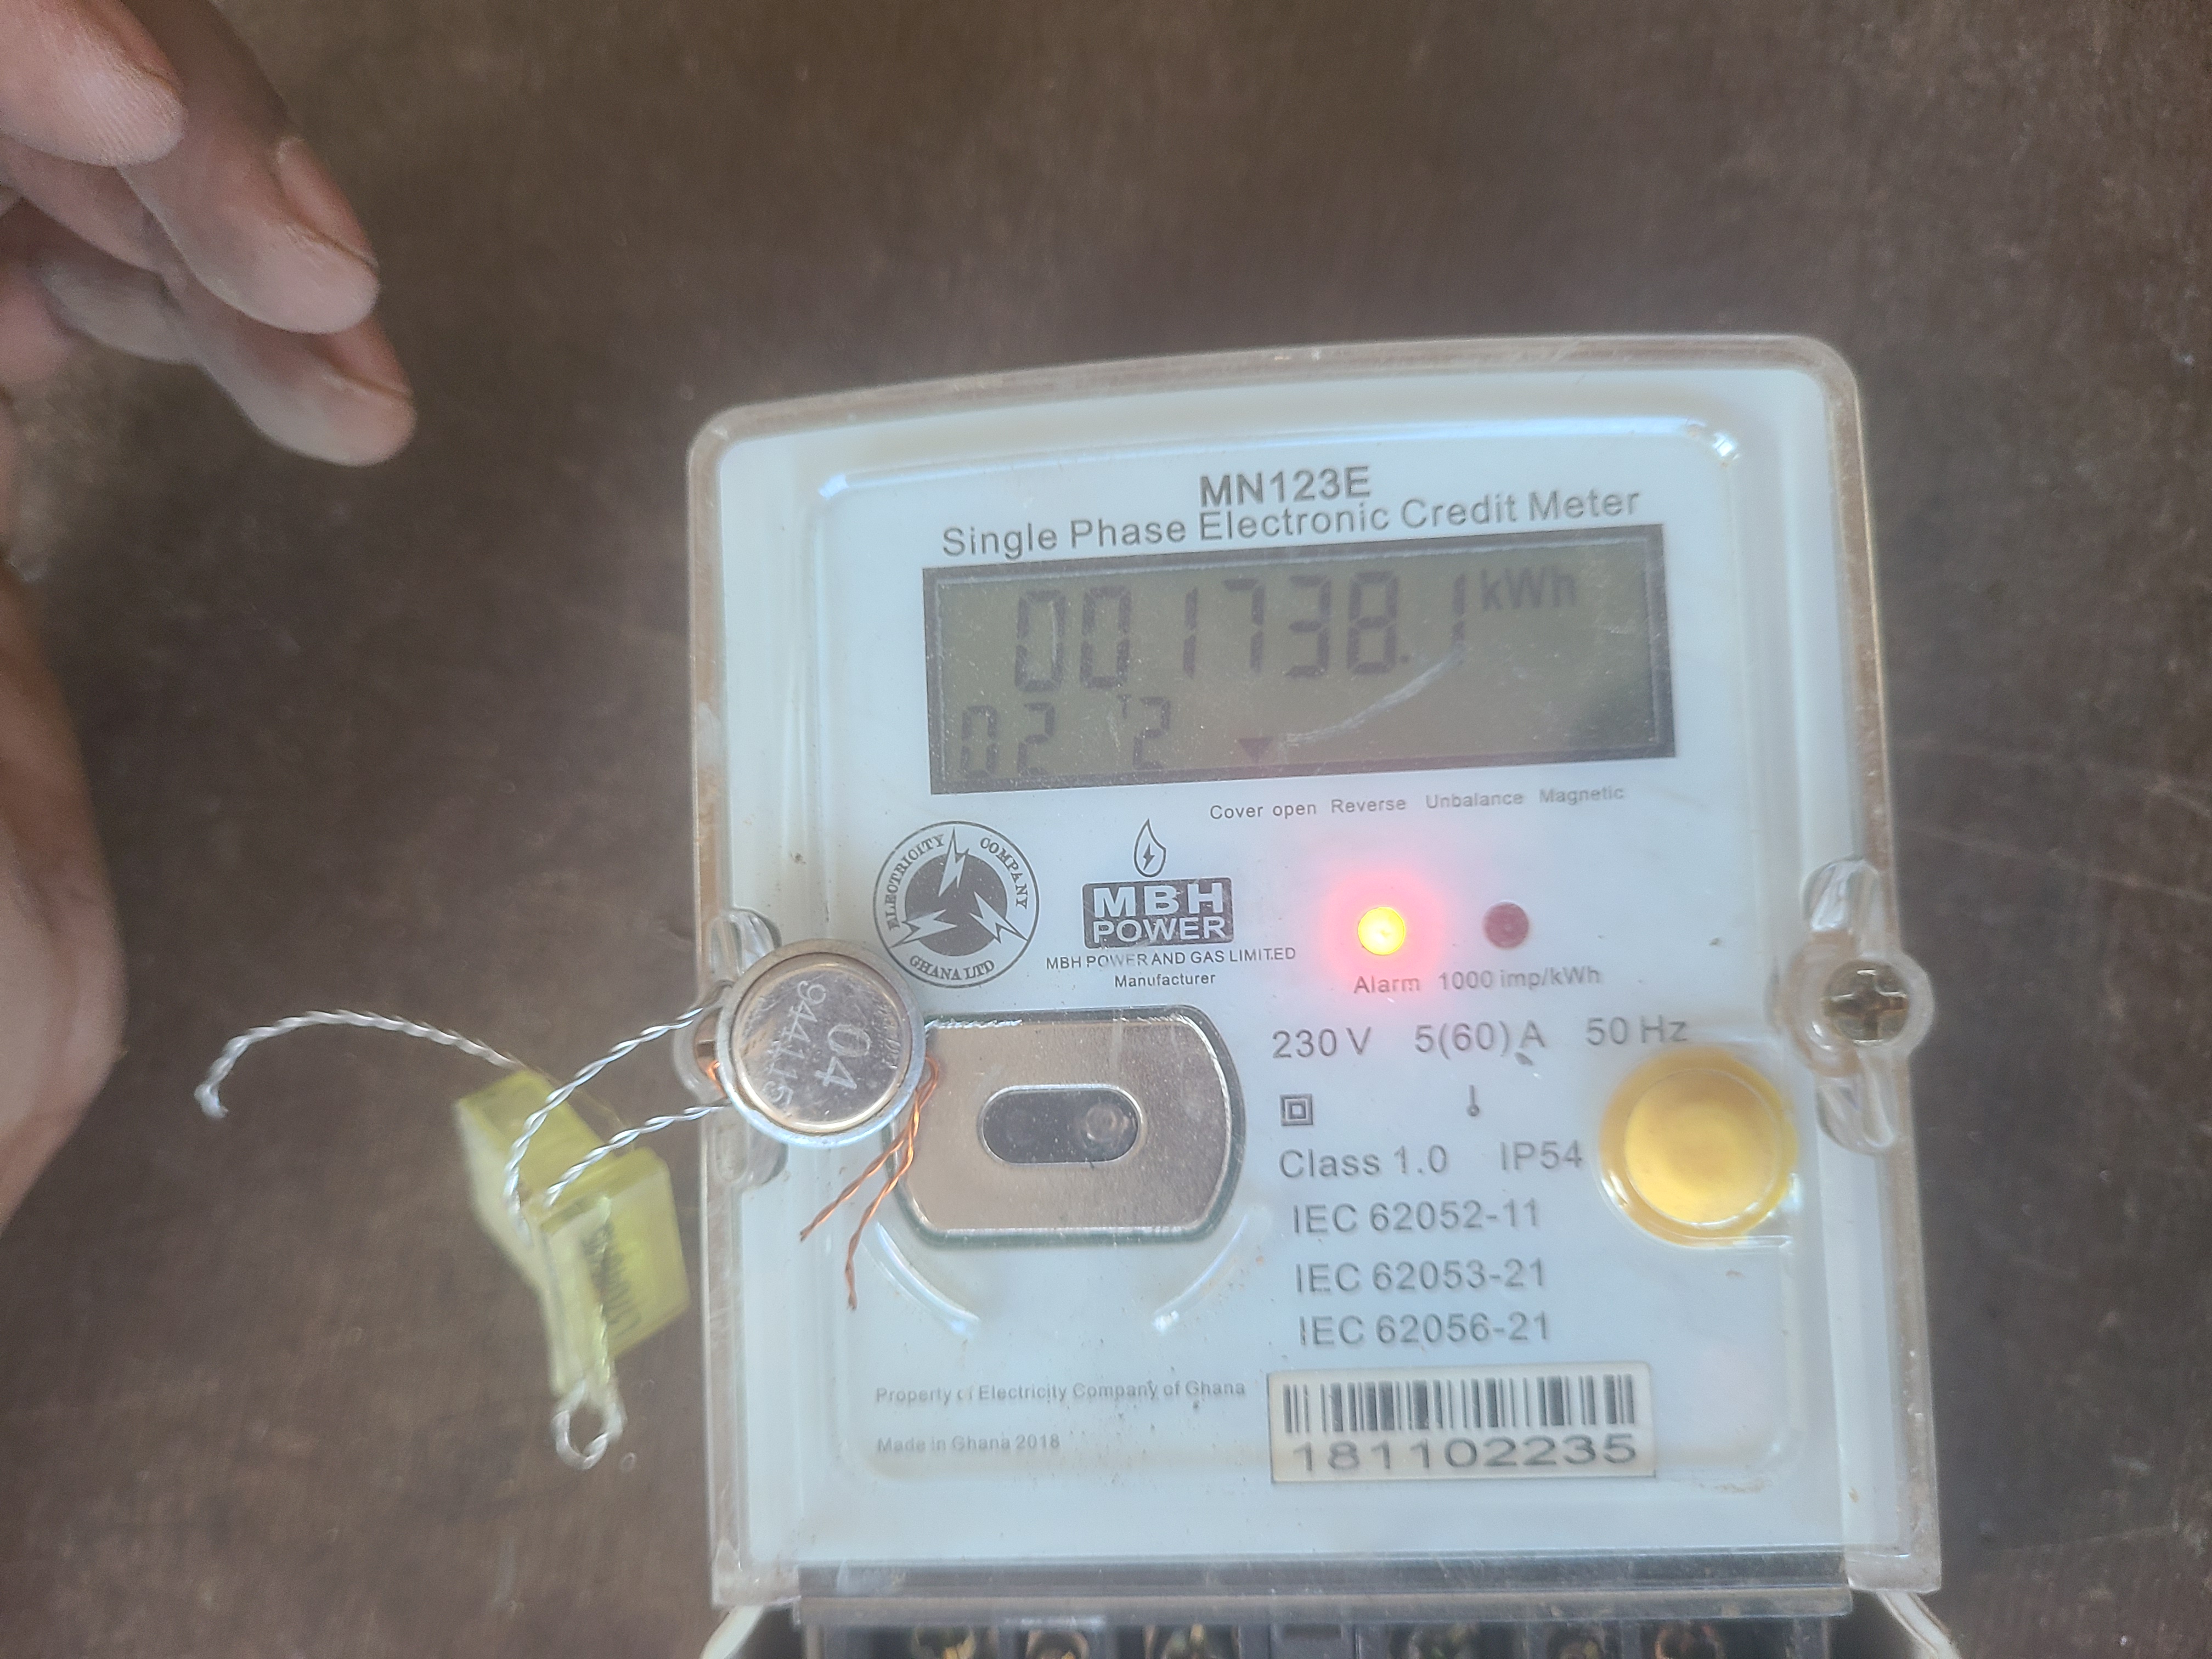 MN123E
Single Phase Electronic Credit Meter
001738.1 kWh
Cover open Reverse Unbalance Magnetic
ELECTRICITY COMPANY
GHANA LTD
MBH
POWER
MBH POWER AND GAS LIMITED
Manufacturer
Alarm 1000 imp/kWh
230 V 5(60) A 50 Hz
Class 1.0 IP54
IEC 62052-11
IEC 62053-21
IEC 62056-21
Property of Electricity Company of Ghana
Made in Ghana 2018
181102235
04
944115